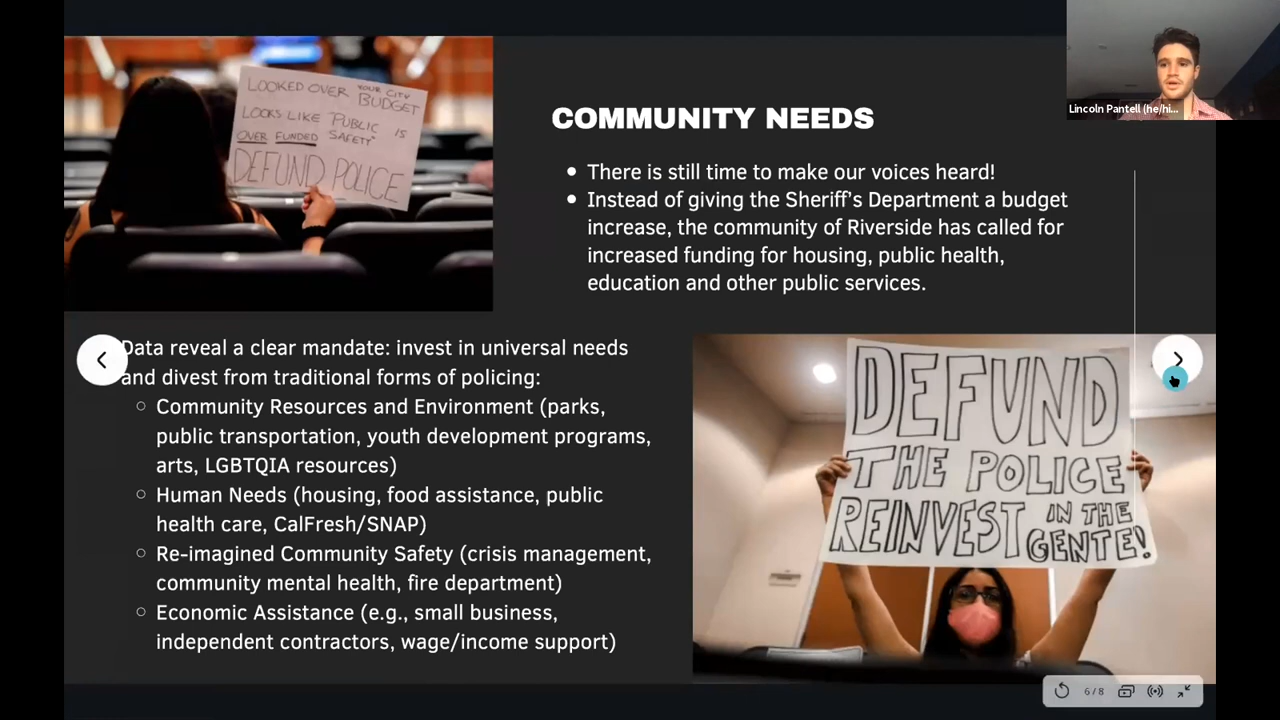 LOOKED OVER YOUR CITY BUDGET
LOOKS LIKE "PUBLIC SAFETY" IS
OVER FUNDED
DEFUND POLICE
COMMUNITY NEEDS
There is still time to make our voices heard!
Instead of giving the Sheriff's Department a budget
increase, the community of Riverside has called for
increased funding for housing, public health,
education and other public services.
Lincoln Pantell (he/hi...
Data reveal a clear mandate: invest in universal needs
and divest from traditional forms of policing:
Community Resources and Environment (parks,
public transportation, youth development programs,
arts, LGBTQIA resources)
Human Needs (housing, food assistance, public
health care, CalFresh/SNAP)
Re-imagined Community Safety (crisis management,
community mental health, fire department)
Economic Assistance (e.g., small business,
independent contractors, wage/income support)
DEFUND
THE POLICE
REINVEST IN THE
GENTE!
6/8